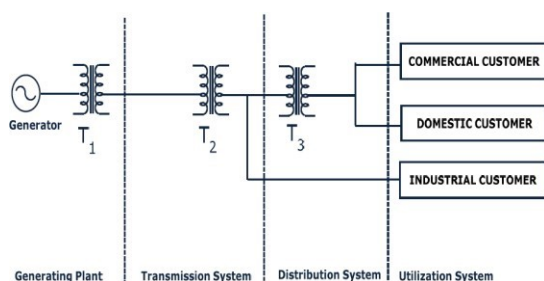 COMMERCIAL CUSTOMER
Generator
T1
T2
T3
DOMESTIC CUSTOMER
INDUSTRIAL CUSTOMER
Generating Plant
Transmission System
Distribution System
Utilization System